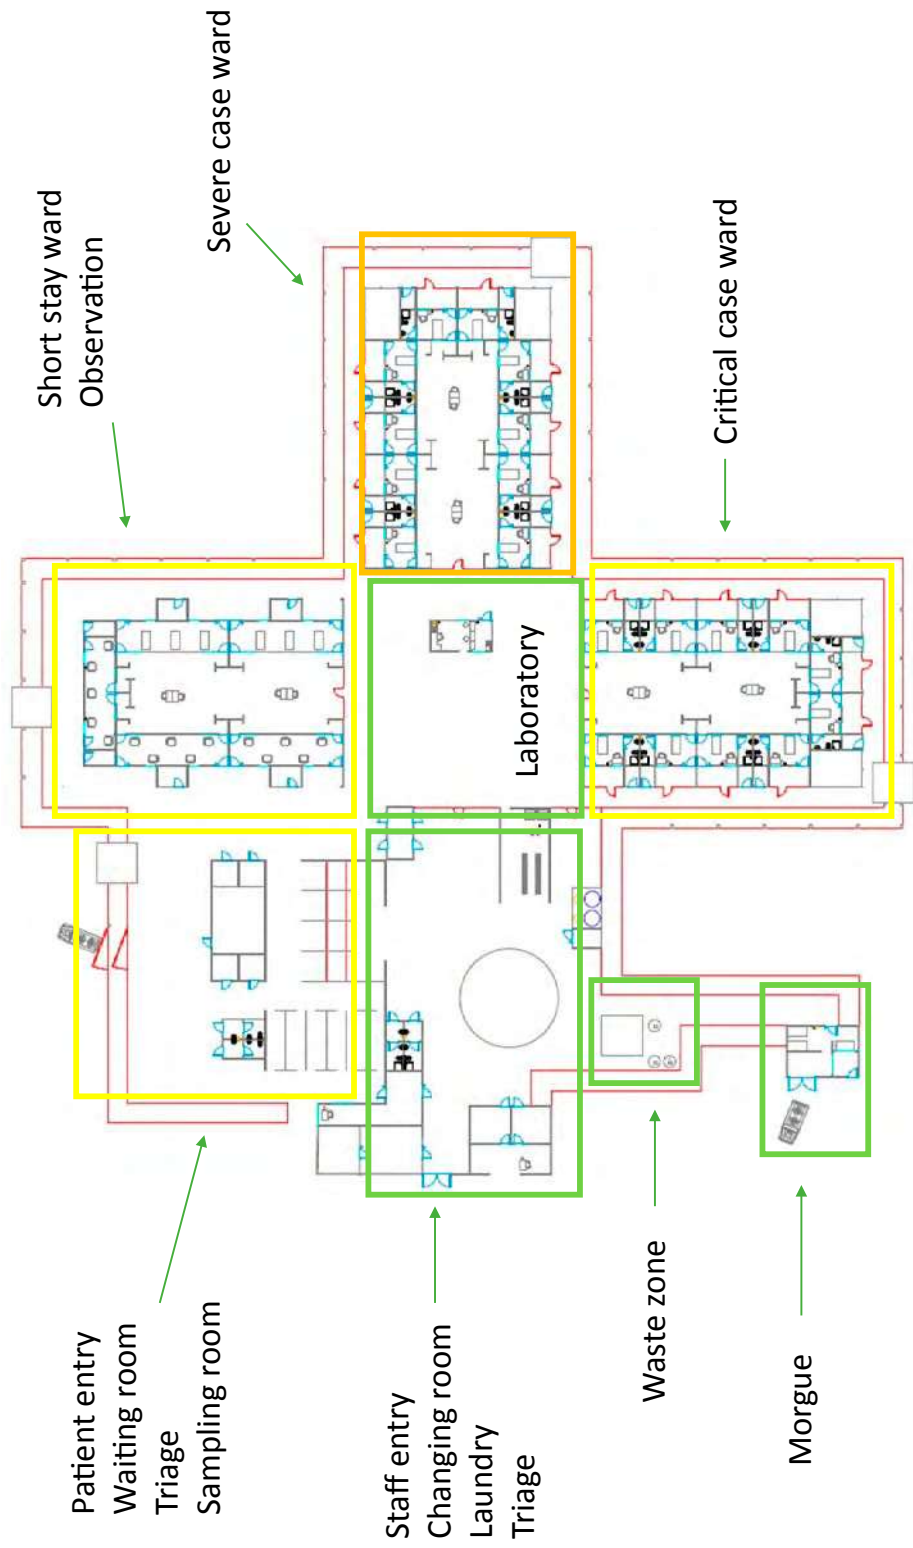 Short stay ward
Observation
Severe case ward
Critical case ward
Laboratory
Patient entry
Waiting room
Triage
Sampling room
Staff entry
Changing room
Laundry
Triage
Waste zone
Morgue